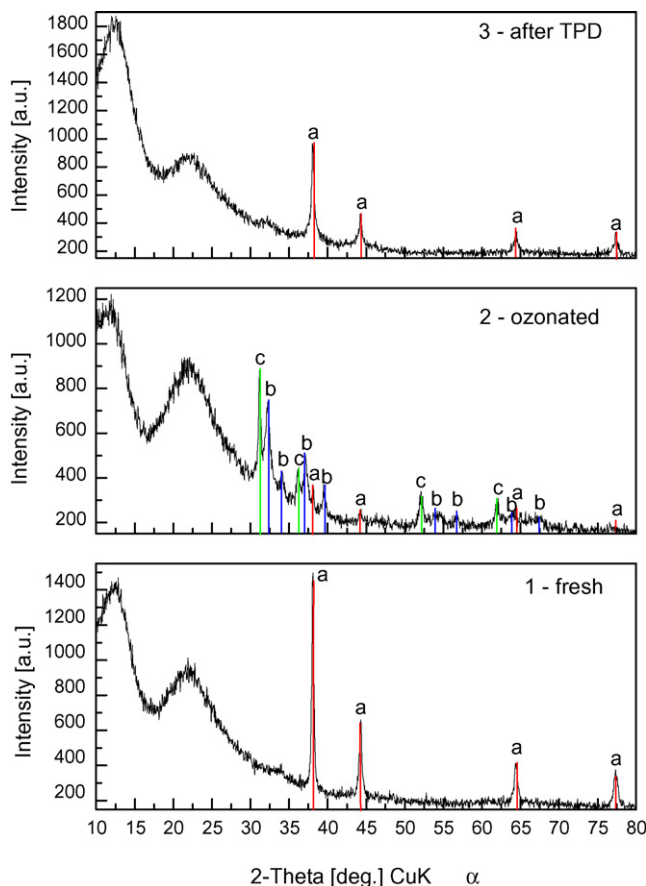 3 - after TPD
Intensity [a.u.]
1800
1600
1400
1200
1000
800
600
400
200
a
a
a
a
2 - ozonated
Intensity [a.u.]
1200
1000
800
600
400
200
c
b
b
c
b
a
b
a
c
b
b
c
b
a
b
a
1 - fresh
Intensity [a.u.]
1400
1200
1000
800
600
400
200
a
a
a
a
10 15 20 25 30 35 40 45 50 55 60 65 70 75 80
2-Theta [deg.] CuK α